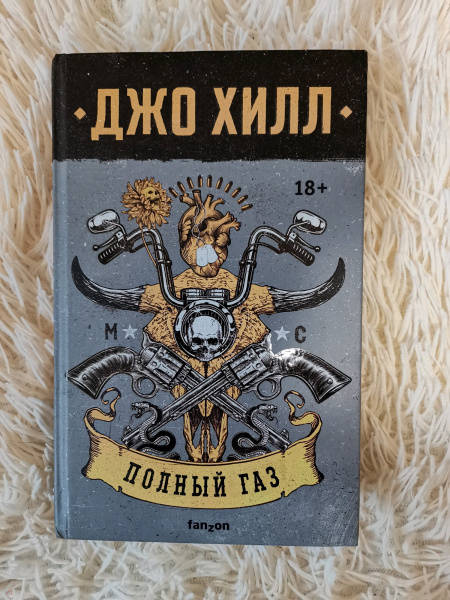 ДЖО ХИЛЛ
18+
М ★ ★ С
ПОЛНЫЙ ГАЗ
fanzon